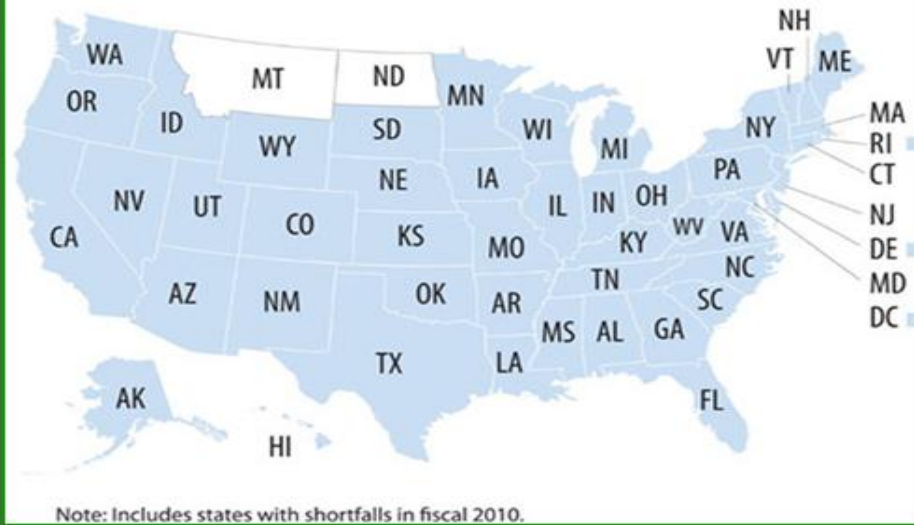 NH
VT
ME
WA
MT
ND
MN
OR
ID
SD
WI
MI
NY
MA
RI
CT
WY
NE
IA
PA
NV
UT
CO
IL
IN
OH
NJ
CA
KS
MO
KY
WV
VA
DE
NC
MD
AZ
NM
OK
AR
TN
SC
DC
MS
AL
GA
TX
LA
AK
FL
HI
Note: Includes states with shortfalls in fiscal 2010.